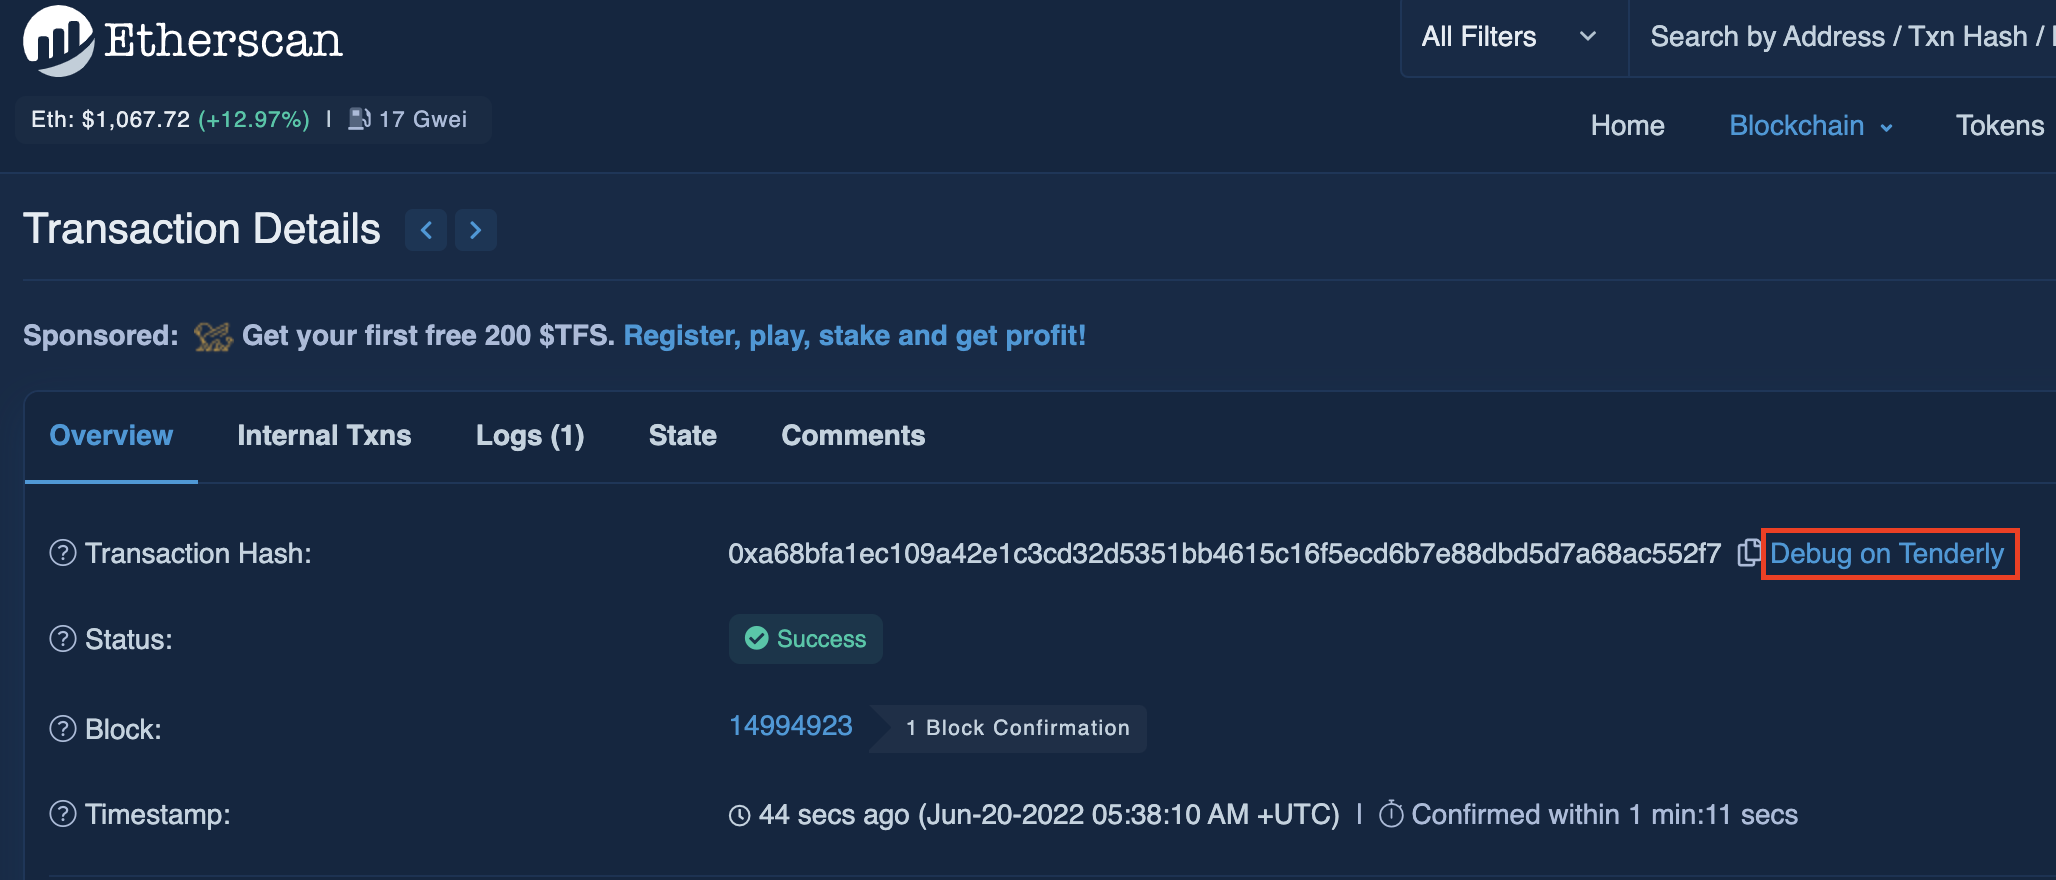 Etherscan
All Filters
Search by Address / Txn Hash /
Eth: $1,067.72 (+12.97%) | 17 Gwei
Home Blockchain Tokens
Transaction Details
Sponsored: Get your first free 200 $TFS. Register, play, stake and get profit!
Overview Internal Txns Logs (1) State Comments
Transaction Hash: 0xa68bfa1ec109a42e1c3cd32d5351bb4615c16f5ecd6b7e88dbd5d7a68ac552f7 Debug on Tenderly
Status: Success
Block: 14994923 1 Block Confirmation
Timestamp: 44 secs ago (Jun-20-2022 05:38:10 AM +UTC) | Confirmed within 1 min:11 secs